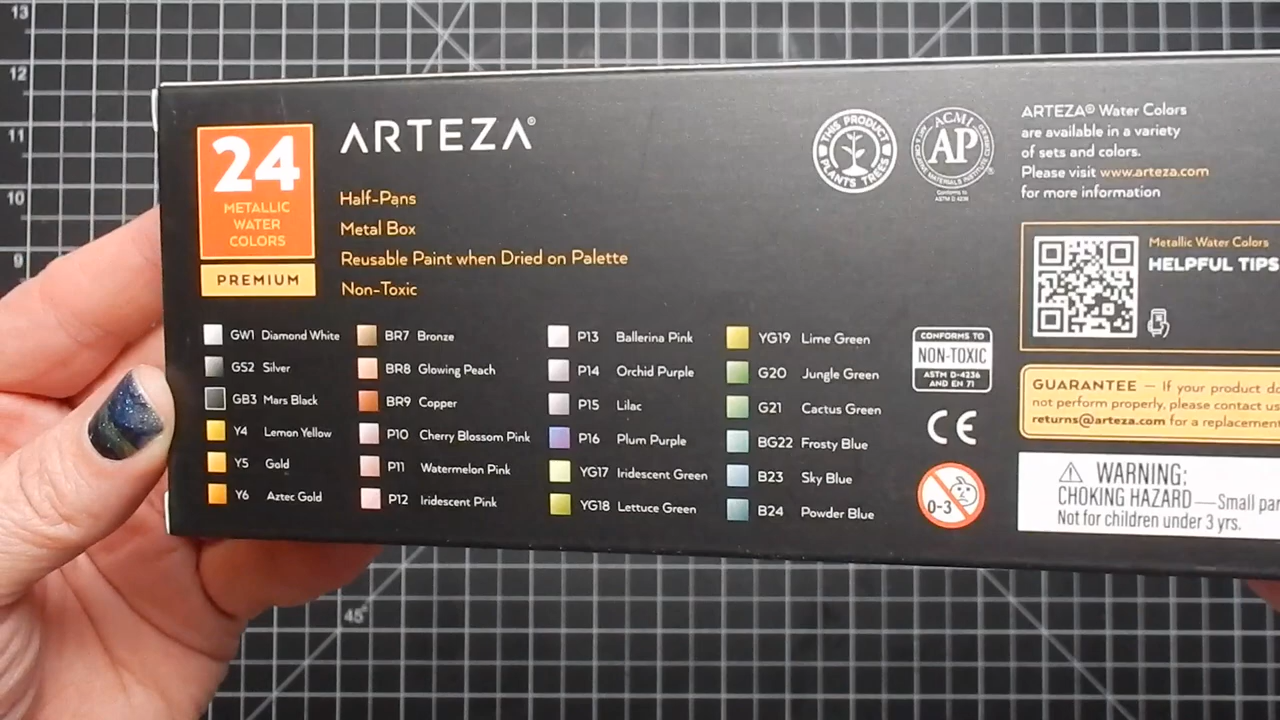 13
12
11
10
9
24
METALLIC
WATER
COLORS
PREMIUM
ARTEZA®
Half-Pans
Metal Box
Reusable Paint when Dried on Palette
Non-Toxic
GW1 Diamond White
GS2 Silver
GB3 Mars Black
Y4 Lemon Yellow
Y5 Gold
Y6 Aztec Gold
BR7 Bronze
BR8 Glowing Peach
BR9 Copper
P10 Cherry Blossom Pink
P11 Watermelon Pink
P12 Iridescent Pink
P13 Ballerina Pink
P14 Orchid Purple
P15 Lilac
P16 Plum Purple
YG17 Iridescent Green
YG18 Lettuce Green
YG19 Lime Green
G20 Jungle Green
G21 Cactus Green
BG22 Frosty Blue
B23 Sky Blue
B24 Powder Blue
THIS PRODUCT
PLANTS TREES
ACMI
AP
Conforms to
ASTM D 4236
CONFORMS TO
NON-TOXIC
ASTM D-4236
AND EN 71
CE
0-3
ARTEZA® Water Colors
are available in a variety
of sets and colors.
Please visit www.arteza.com
for more information
Metallic Water Colors
HELPFUL TIPS
GUARANTEE — If your product do
not perform properly, please contact us
returns@arteza.com for a replacement
WARNING:
CHOKING HAZARD — Small par
Not for children under 3 yrs.
45°